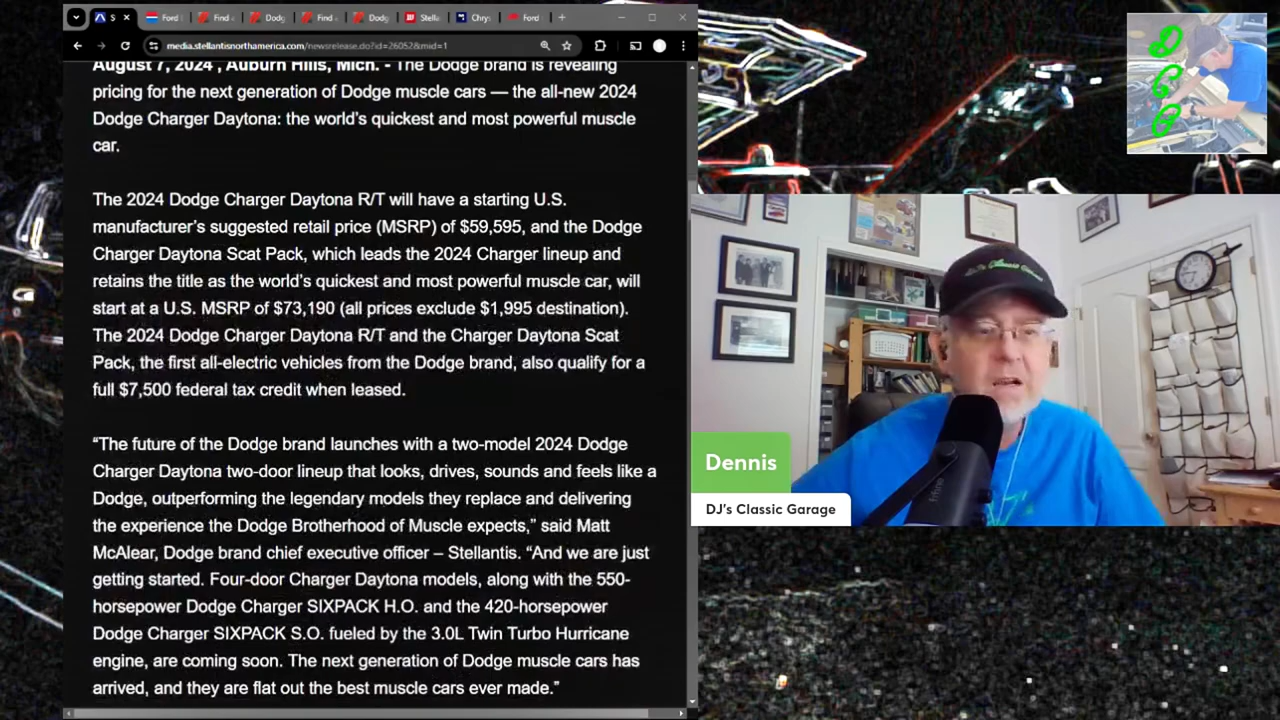 S
Ford
Find
Dodg
Find
Dodg
Stella
Chrys
Ford
media.stellantisnorthamerica.com/newsrelease.do?id=26052&mid=1
August 7, 2024 , Auburn Hills, Mich. - The Dodge brand is revealing
pricing for the next generation of Dodge muscle cars — the all-new 2024
Dodge Charger Daytona: the world’s quickest and most powerful muscle
car.
The 2024 Dodge Charger Daytona R/T will have a starting U.S.
manufacturer’s suggested retail price (MSRP) of $59,595, and the Dodge
Charger Daytona Scat Pack, which leads the 2024 Charger lineup and
retains the title as the world’s quickest and most powerful muscle car, will
start at a U.S. MSRP of $73,190 (all prices exclude $1,995 destination).
The 2024 Dodge Charger Daytona R/T and the Charger Daytona Scat
Pack, the first all-electric vehicles from the Dodge brand, also qualify for a
full $7,500 federal tax credit when leased.
“The future of the Dodge brand launches with a two-model 2024 Dodge
Charger Daytona two-door lineup that looks, drives, sounds and feels like a
Dodge, outperforming the legendary models they replace and delivering
the experience the Dodge Brotherhood of Muscle expects,” said Matt
McAlear, Dodge brand chief executive officer – Stellantis. “And we are just
getting started. Four-door Charger Daytona models, along with the 550-
horsepower Dodge Charger SIXPACK H.O. and the 420-horsepower
Dodge Charger SIXPACK S.O. fueled by the 3.0L Twin Turbo Hurricane
engine, are coming soon. The next generation of Dodge muscle cars has
arrived, and they are flat out the best muscle cars ever made.”
D
C
G
Dennis
DJ's Classic Garage